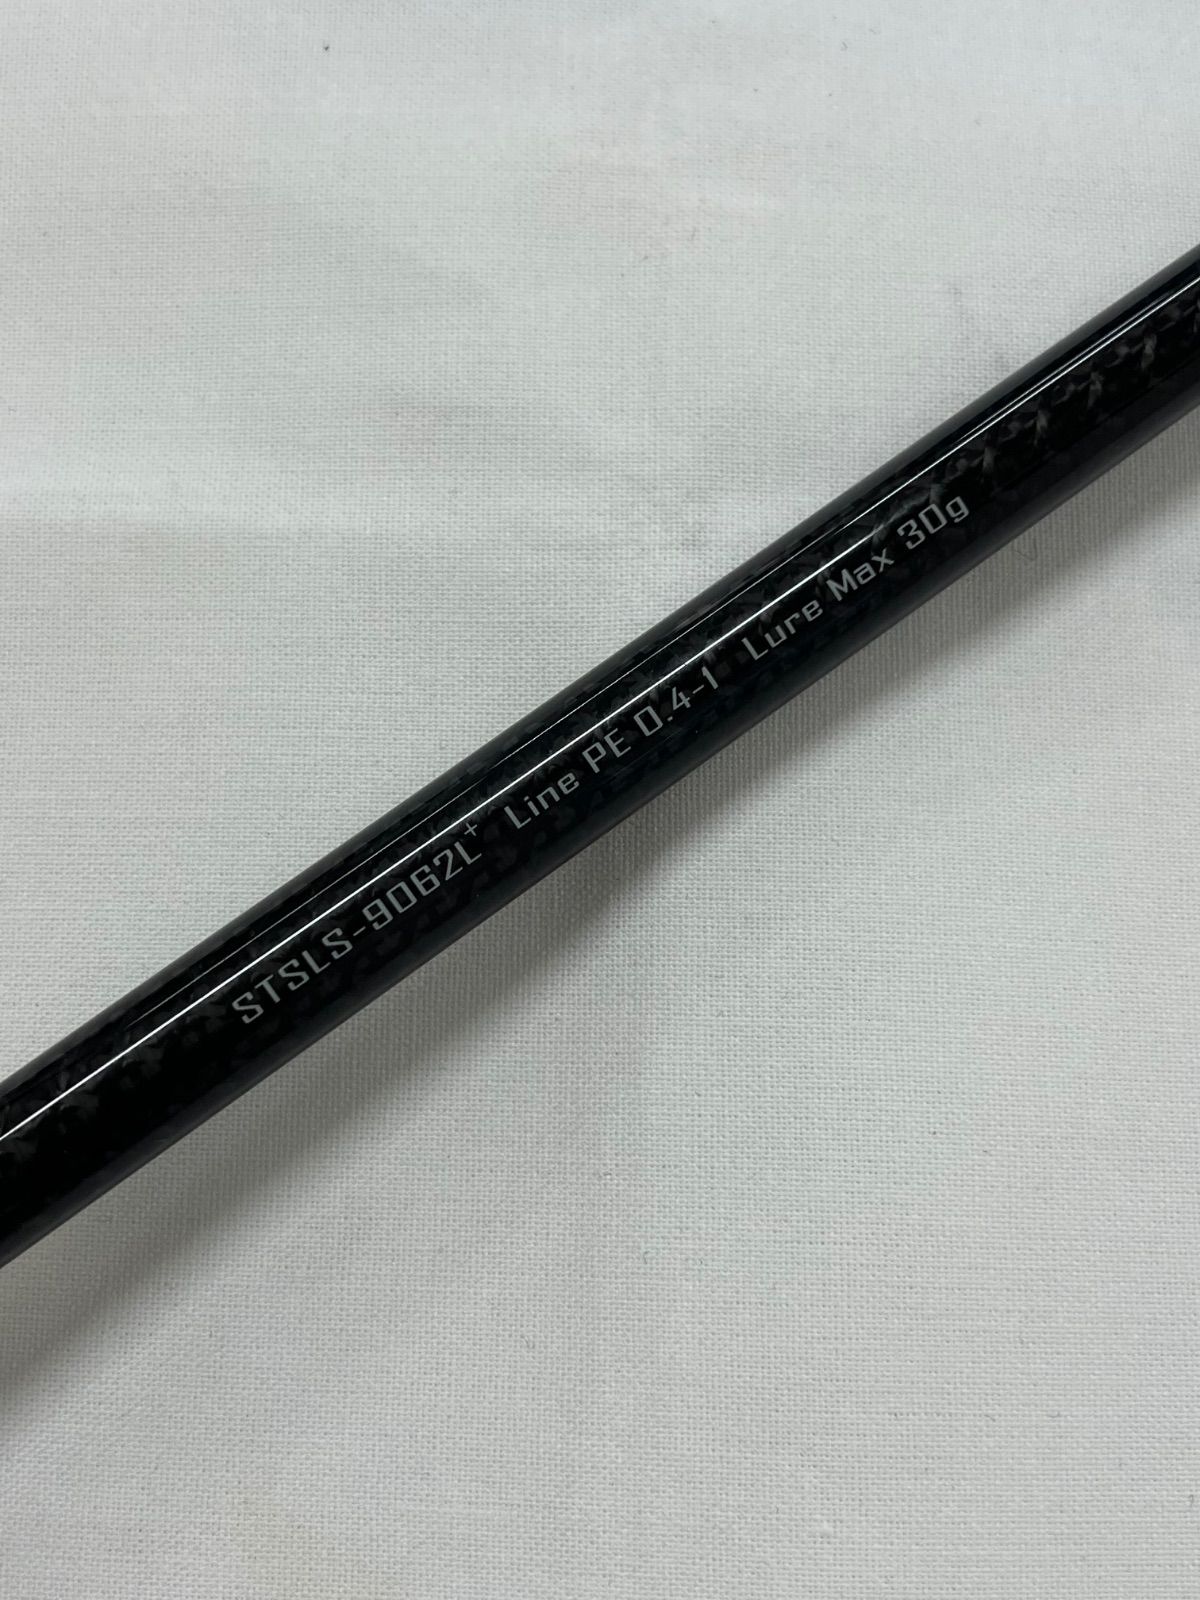 STSLS-9062L⁺ Line PE 0.4-1 Lure Max 30g